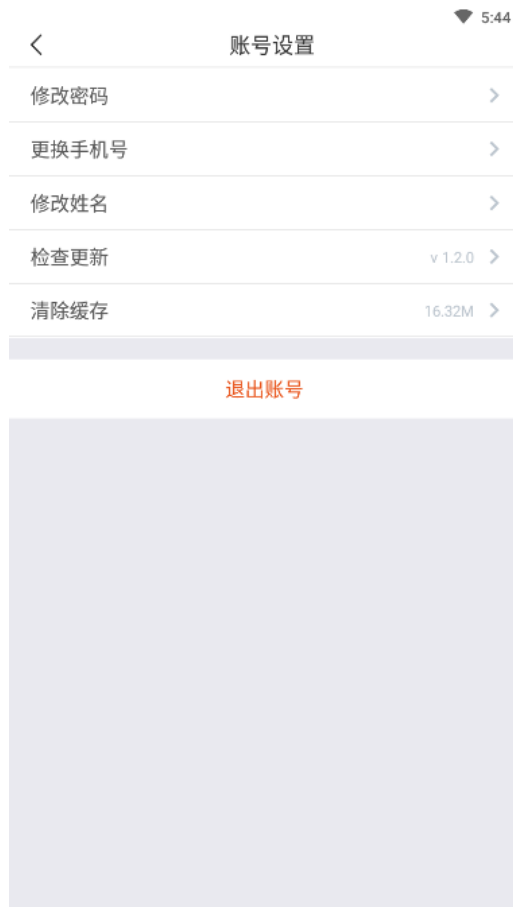 5:44
账号设置
修改密码
更换手机号
修改姓名
检查更新 v 1.2.0
清除缓存 16.32M
退出账号